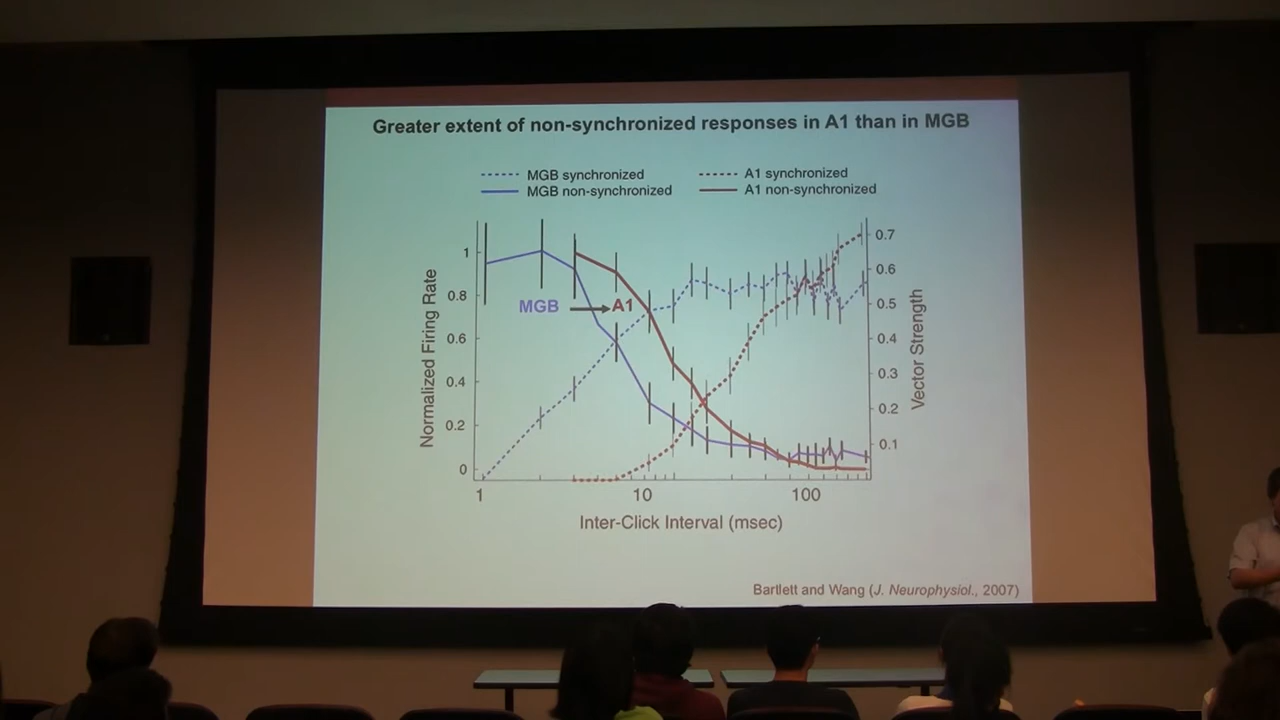 Greater extent of non-synchronized responses in A1 than in MGB
MGB synchronized
MGB non-synchronized
A1 synchronized
A1 non-synchronized
Normalized Firing Rate
1
0.8
0.6
0.4
0.2
0
MGB
A1
0.7
0.6
0.5
0.4
0.3
0.2
0.1
Vector Strength
1
10
100
Inter-Click Interval (msec)
Bartlett and Wang (J. Neurophysiol., 2007)